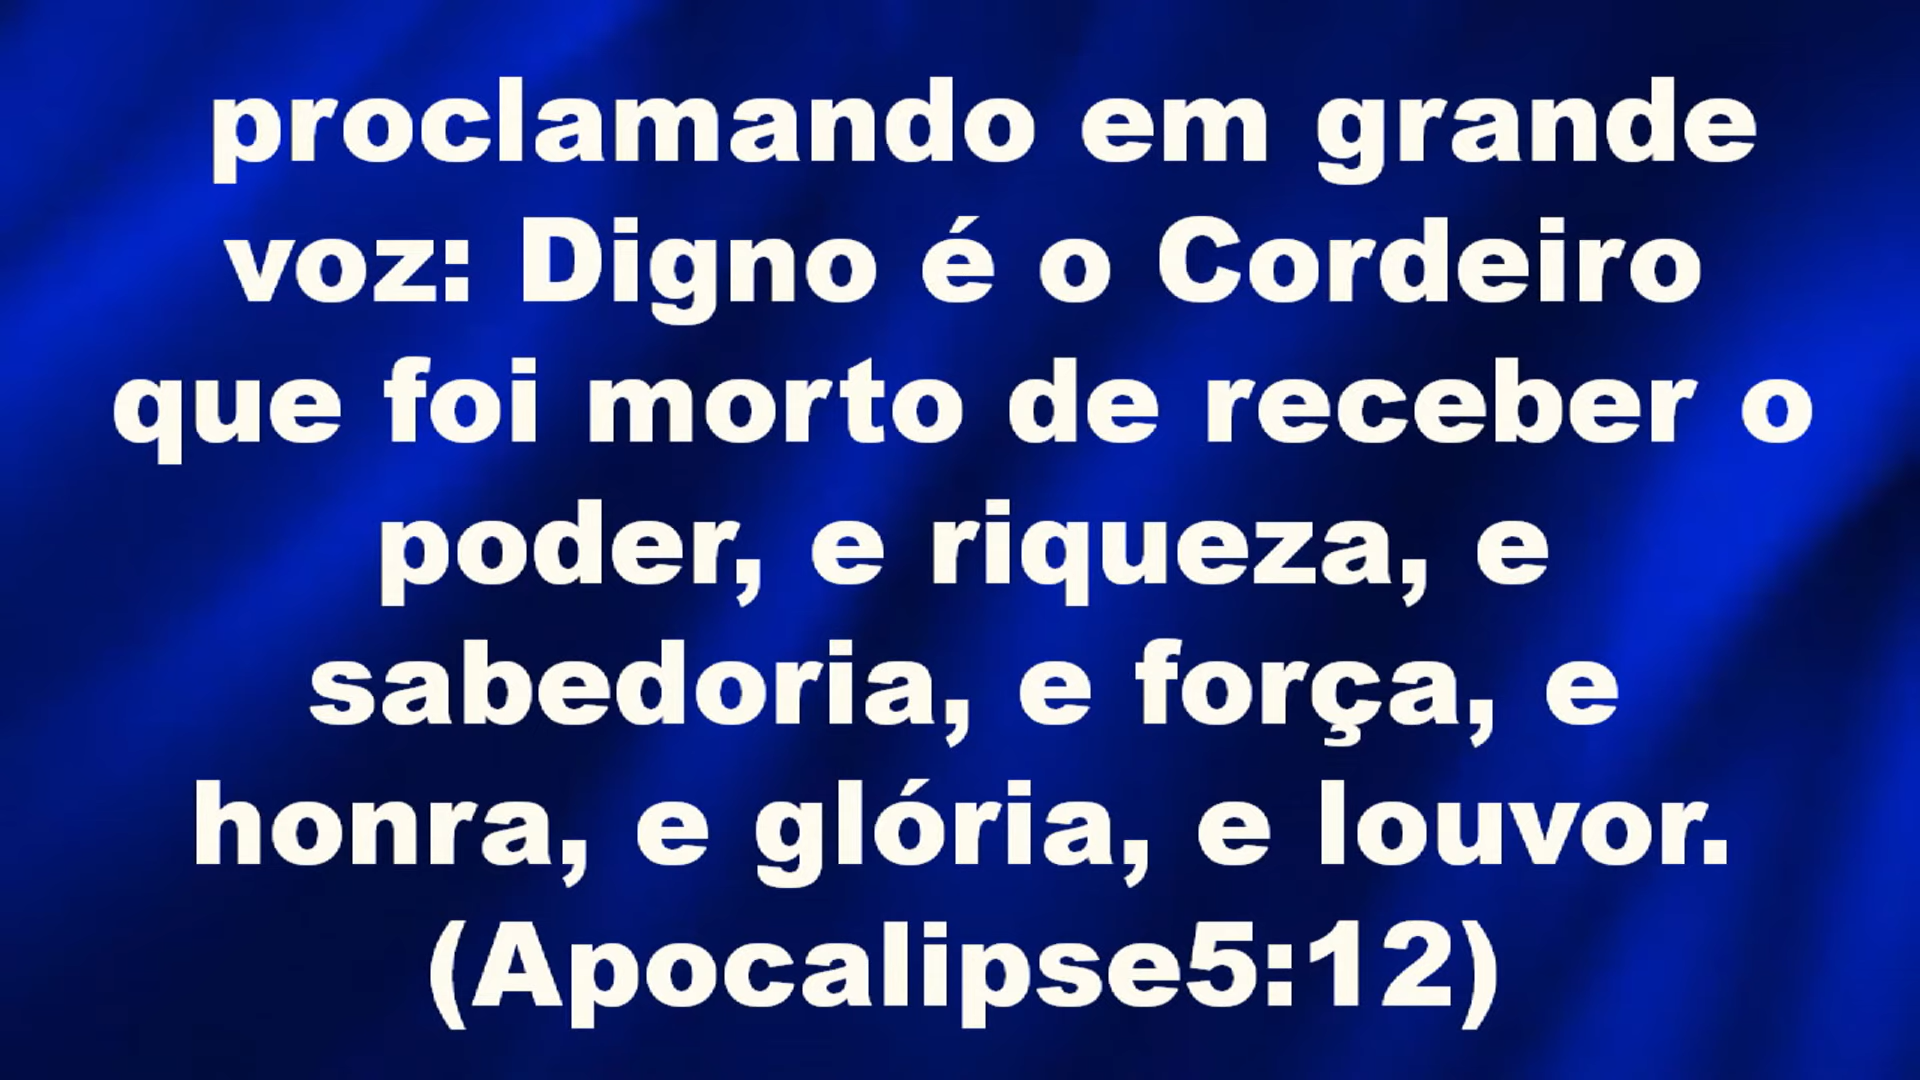 proclamando em grande
voz: Digno é o Cordeiro
que foi morto de receber o
poder, e riqueza, e
sabedoria, e força, e
honra, e glória, e louvor.
(Apocalipse5:12)